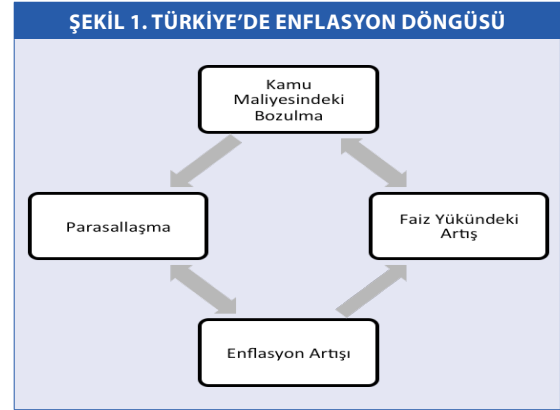 ŞEKİL 1. TÜRKİYE’DE ENFLASYON DÖNGÜSÜ
Kamu
Maliyesindeki
Bozulma
Parasallaşma
Faiz Yükündeki
Artış
Enflasyon Artışı